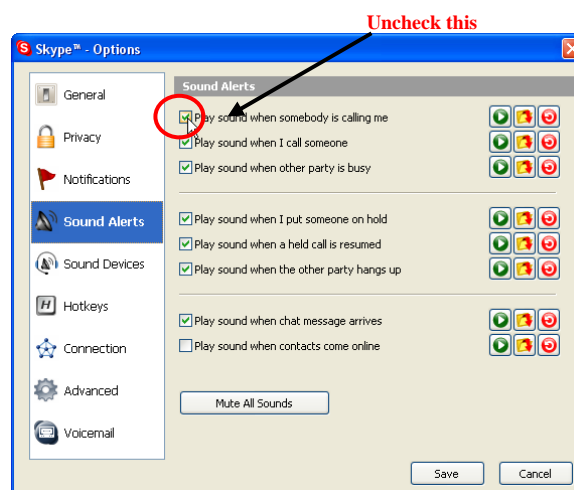 Uncheck this
Skype™ - Options
General
Privacy
Notifications
Sound Alerts
Sound Devices
Hotkeys
Connection
Advanced
Voicemail
Sound Alerts
Play sound when somebody is calling me
Play sound when I call someone
Play sound when other party is busy
Play sound when I put someone on hold
Play sound when a held call is resumed
Play sound when the other party hangs up
Play sound when chat message arrives
Play sound when contacts come online
Mute All Sounds
Save
Cancel